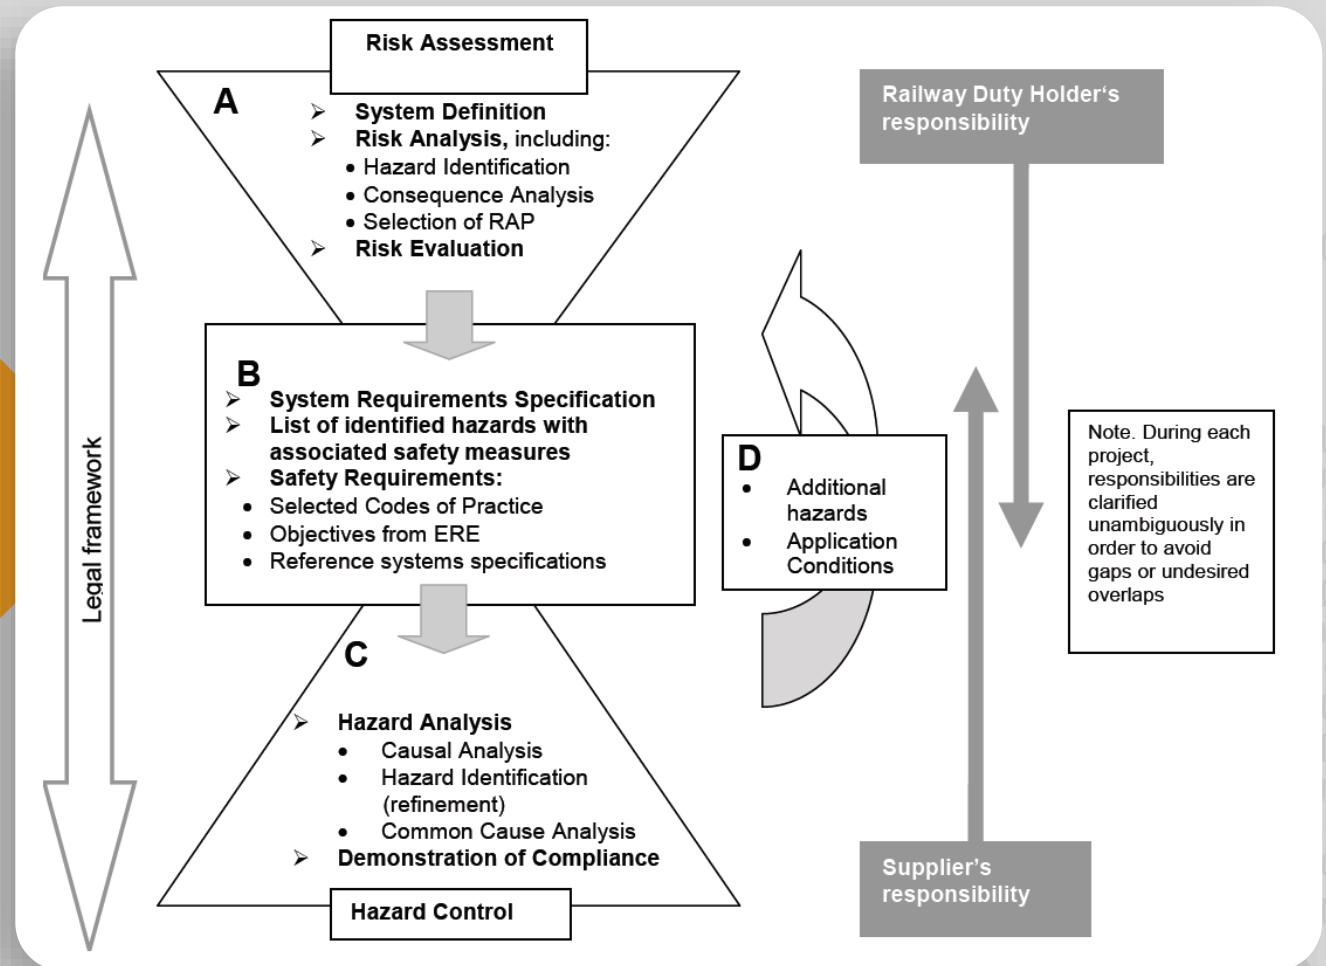 Risk Assessment
A
➢ System Definition
➢ Risk Analysis, including:
• Hazard Identification
• Consequence Analysis
• Selection of RAP
➢ Risk Evaluation
B
➢ System Requirements Specification
➢ List of identified hazards with
associated safety measures
➢ Safety Requirements:
• Selected Codes of Practice
• Objectives from ERE
• Reference systems specifications
C
➢ Hazard Analysis
• Causal Analysis
• Hazard Identification
(refinement)
• Common Cause Analysis
➢ Demonstration of Compliance
Hazard Control
Legal framework
D
• Additional
hazards
• Application
Conditions
Railway Duty Holder‘s
responsibility
Note. During each
project,
responsibilities are
clarified
unambiguously in
order to avoid
gaps or undesired
overlaps
Supplier’s
responsibility